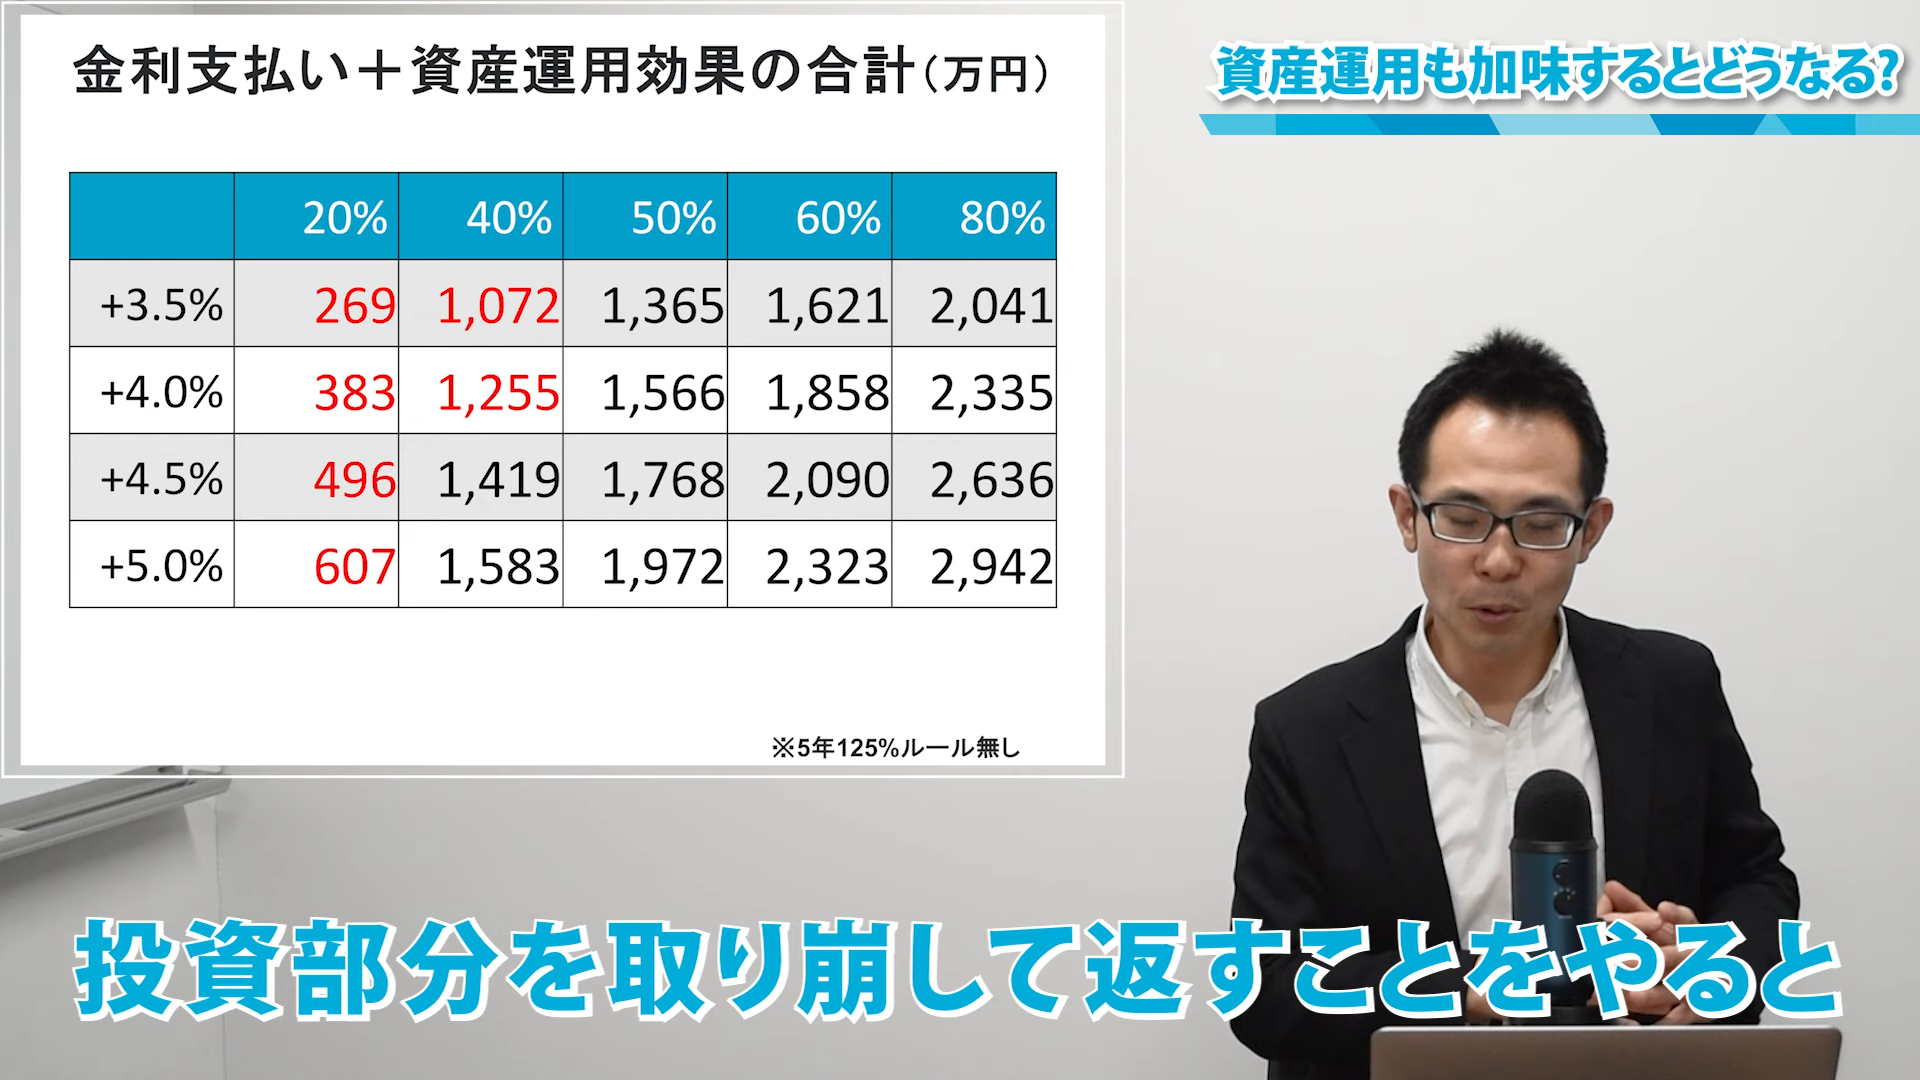 金利支払い＋資産運用効果の合計（万円）
資産運用も加味するとどうなる?
20% 40% 50% 60% 80%
+3.5% 269 1,072 1,365 1,621 2,041
+4.0% 383 1,255 1,566 1,858 2,335
+4.5% 496 1,419 1,768 2,090 2,636
+5.0% 607 1,583 1,972 2,323 2,942
※5年125%ルール無し
投資部分を取り崩して返すことをやると